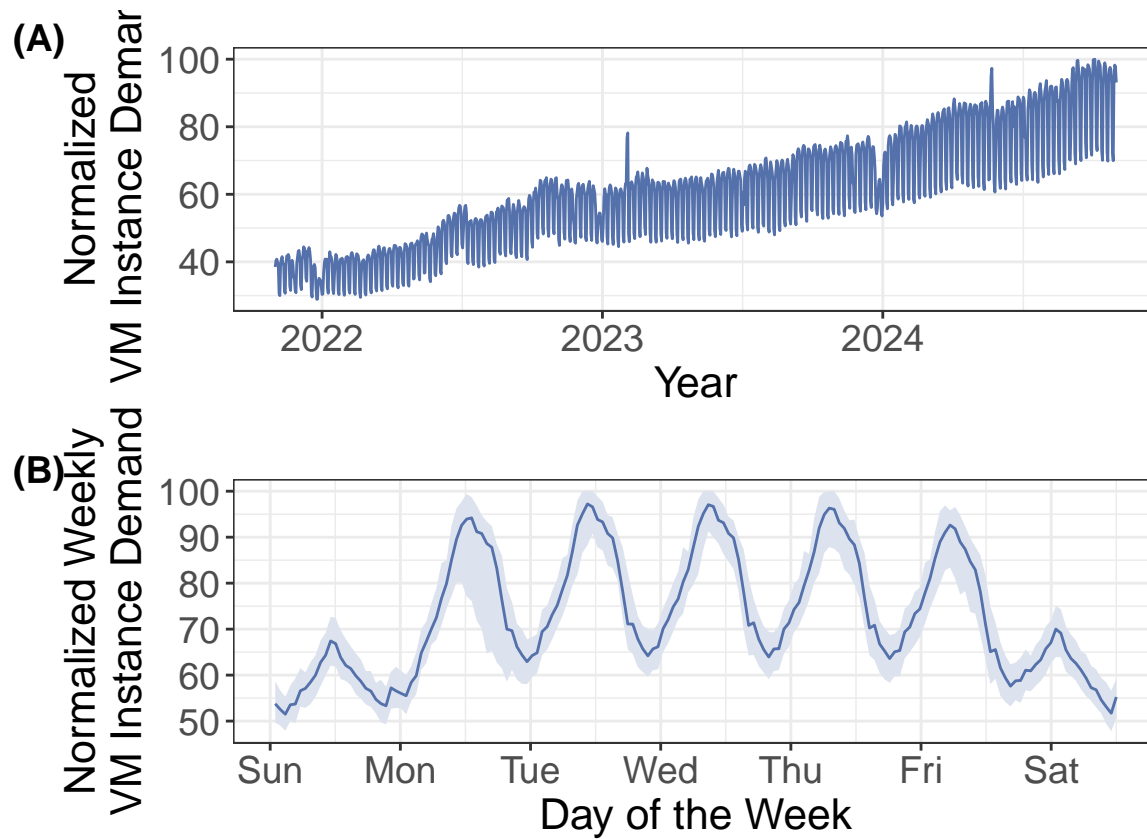 (A)
Normalized
VM Instance Deman
100
80
60
40
2022 2023 2024
Year
(B)
Normalized Weekly
VM Instance Demand
100
90
80
70
60
50
Sun Mon Tue Wed Thu Fri Sat
Day of the Week